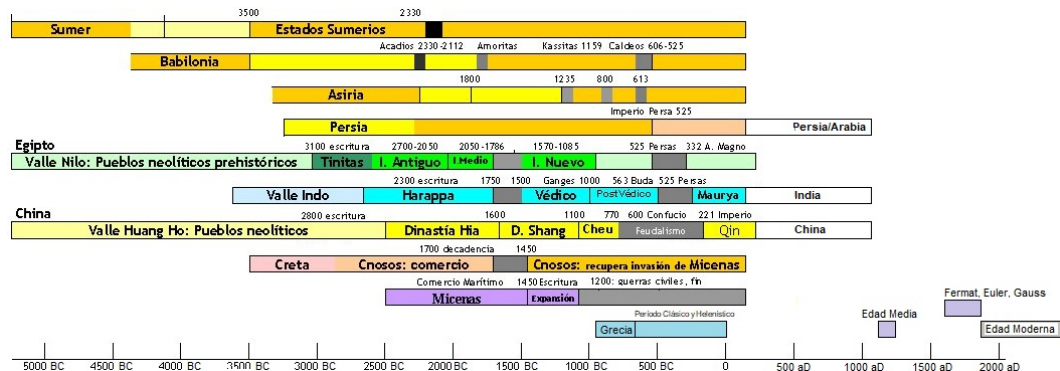 3500 2330
Sumer Estados Sumerios
Acadios 2330-2112 Amoritas Kassitas 1159 Caldeos 606-525
Babilonia
1800 1235 800 613
Asiria
Imperio Persa 525
Persia Persia/Arabia
Egipto 3100 escritura 2700-2050 2050-1786 1570-1085 525 Persas 332 A. Magno
Valle Nilo: Pueblos neolíticos prehistóricos Tinitas I. Antiguo I.Medio I. Nuevo
2300 escritura 1750 1500 Ganges 1000 563 Buda 525 Persas
Valle Indo Harappa Védico PostVédico Maurya India
China 2800 escritura 1600 1100 770 600 Confucio 221 Imperio
Valle Huang Ho: Pueblos neolíticos Dinastía Hia D. Shang Cheu Feudalismo Qin China
1700 decadencia 1450
Creta Cnosos: comercio Cnosos: recupera invasión de Micenas
Comercio Marítimo 1450 Escritura 1200: guerras civiles, fin
Micenas Expansión
Fermat, Euler, Gauss
Período Clásico y Helenístico Edad Media
Grecia Edad Moderna
5000 BC 4500 BC 4000 BC 3500 BC 3000 BC 2500 BC 2000 BC 1500 BC 1000 BC 500 BC 0 500 aD 1000 aD 1500 aD 2000 aD